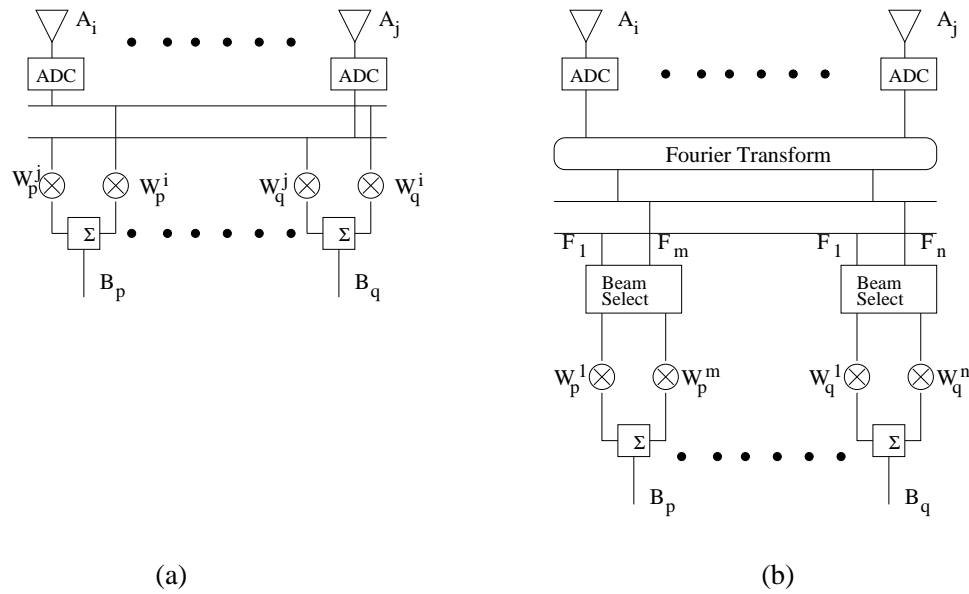 A_i A_j A_i A_j
ADC ADC ADC ADC
Fourier Transform
W_p^j W_p^i W_q^j W_q^i
Σ Σ
B_p B_q
F_1 F_m F_1 F_n
Beam Select Beam Select
W_p^1 W_p^m W_q^1 W_q^n
Σ Σ
B_p B_q
(a) (b)